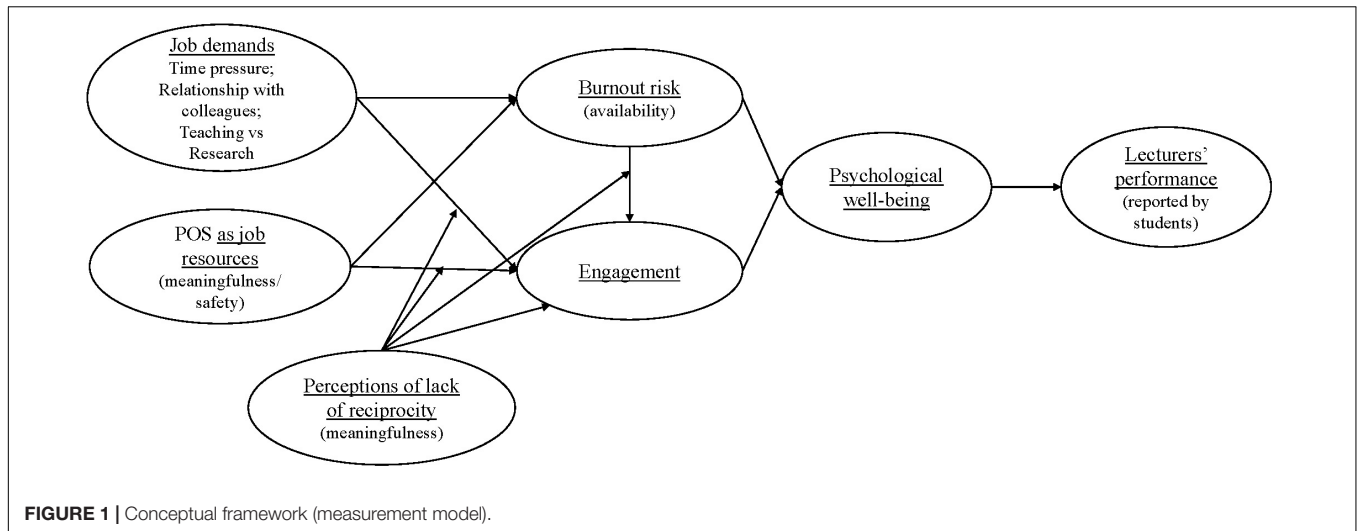 Job demands
Time pressure;
Relationship with
colleagues;
Teaching vs
Research
Burnout risk
(availability)
Psychological
well-being
Lecturers'
performance
(reported by
students)
POS as job
resources
(meaningfulness/
safety)
Engagement
Perceptions of lack
of reciprocity
(meaningfulness)
FIGURE 1 | Conceptual framework (measurement model).